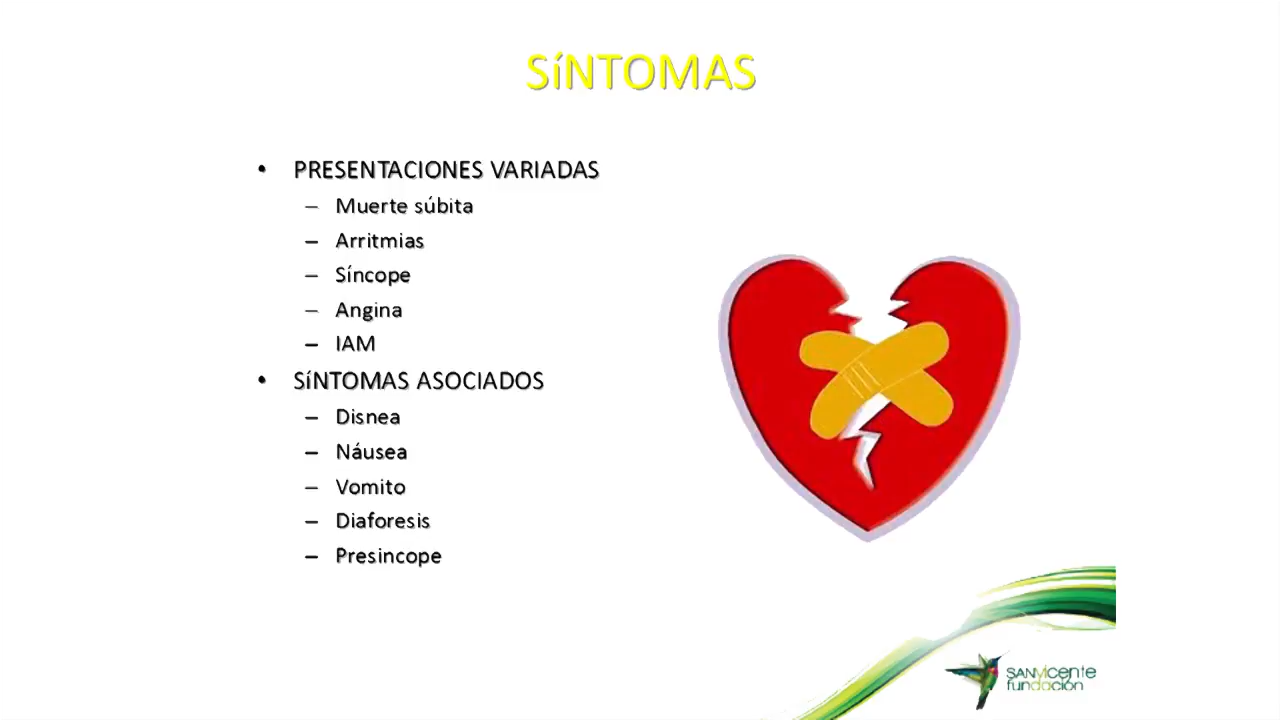 SíNTOMAS
• PRESENTACIONES VARIADAS
– Muerte súbita
– Arritmias
– Síncope
– Angina
– IAM
• SíNTOMAS ASOCIADOS
– Disnea
– Náusea
– Vomito
– Diaforesis
– Presincope
SANVicente
fundación